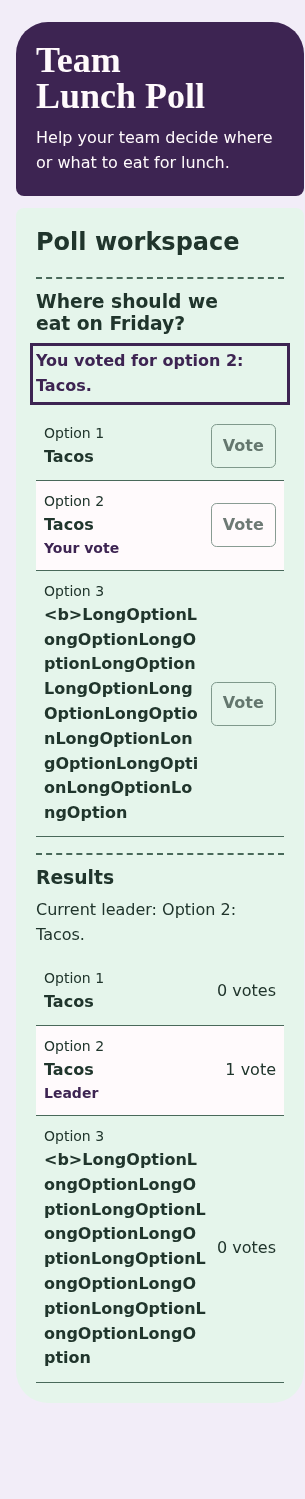 Team
Lunch Poll
Help your team decide where
or what to eat for lunch.
Poll workspace
Where should we
eat on Friday?
You voted for option 2:
Tacos.
Option 1
Tacos
Vote
Option 2
Tacos
Your vote
Vote
Option 3
<b>LongOptionL
ongOptionLongO
ptionLongOption
LongOptionLong
OptionLongOptio
nLongOptionLon
gOptionLongOpti
onLongOptionLo
ngOption
Vote
Results
Current leader: Option 2:
Tacos.
Option 1
Tacos
0 votes
Option 2
Tacos
Leader
1 vote
Option 3
<b>LongOptionL
ongOptionLongO
ptionLongOptionL
ongOptionLongO
ptionLongOptionL
ongOptionLongO
ptionLongOptionL
ongOptionLongO
ption
0 votes